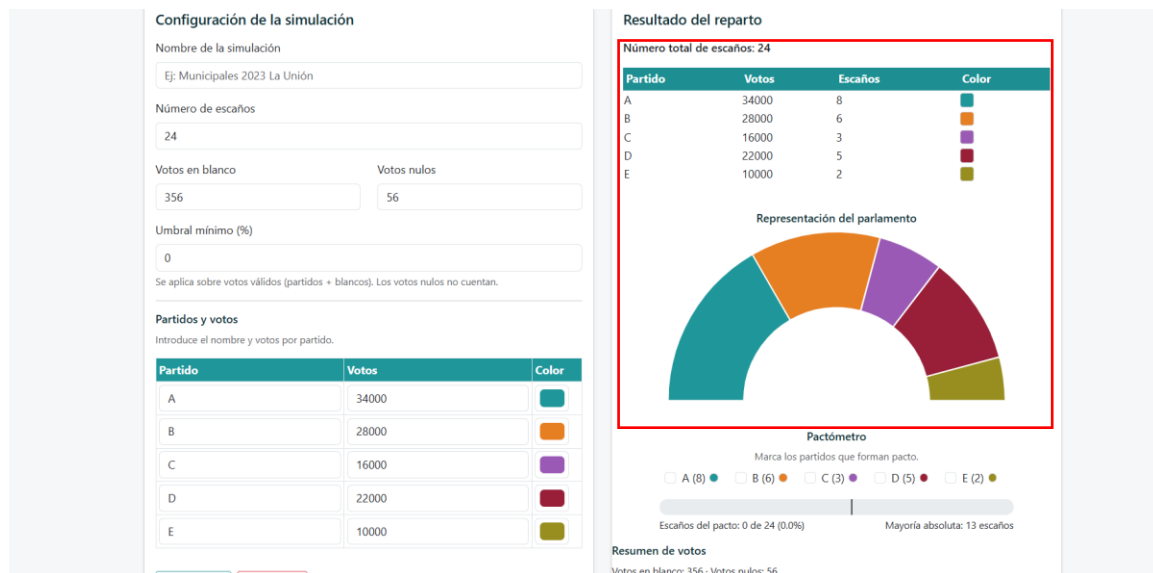 Configuración de la simulación
Nombre de la simulación
Ej: Municipales 2023 La Unión
Número de escaños
24
Votos en blanco Votos nulos
356 56
Umbral mínimo (%)
0
Se aplica sobre votos válidos (partidos + blancos). Los votos nulos no cuentan.
Partidos y votos
Introduce el nombre y votos por partido.
Partido Votos Color
A 34000
B 28000
C 16000
D 22000
E 10000
Resultado del reparto
Número total de escaños: 24
Partido Votos Escaños Color
A 34000 8
B 28000 6
C 16000 3
D 22000 5
E 10000 2
Representación del parlamento
Pactómetro
Marca los partidos que forman pacto.
A (8) B (6) C (3) D (5) E (2)
Escaños del pacto: 0 de 24 (0.0%) Mayoría absoluta: 13 escaños
Resumen de votos
Votos en blanco: 356 · Votos nulos: 56